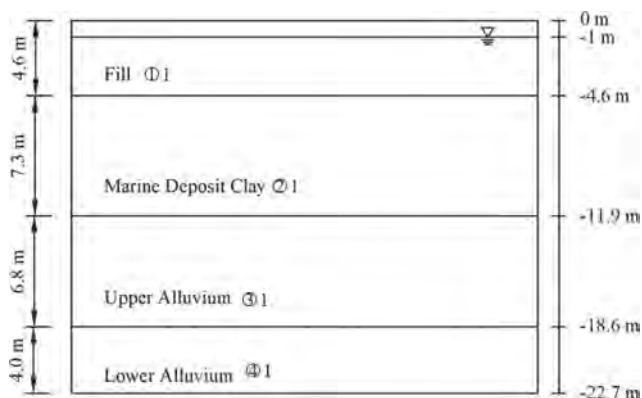 0 m
-1 m
4.6 m
Fill ①1
-4.6 m
7.3 m
Marine Deposit Clay ②1
-11.9 m
6.8 m
Upper Alluvium ③1
-18.6 m
4.0 m
Lower Alluvium ④1
-22.7 m